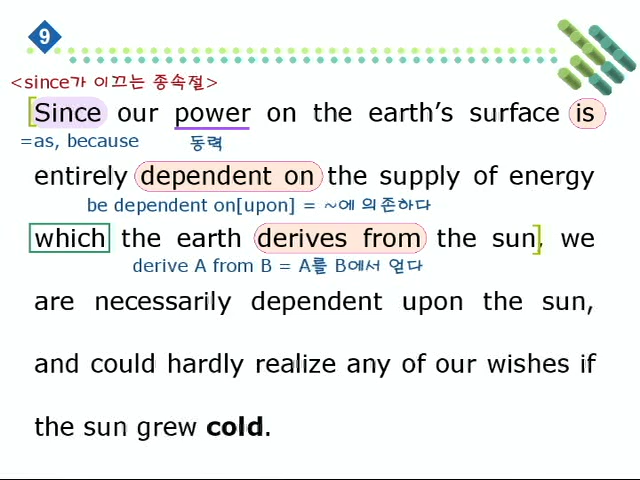 9
<since가 이끄는 종속절>
Since our power on the earth's surface is
=as, because 동력
entirely dependent on the supply of energy
be dependent on[upon] = ~에 의존하다
which the earth derives from the sun, we
derive A from B = A를 B에서 얻다
are necessarily dependent upon the sun,
and could hardly realize any of our wishes if
the sun grew cold.